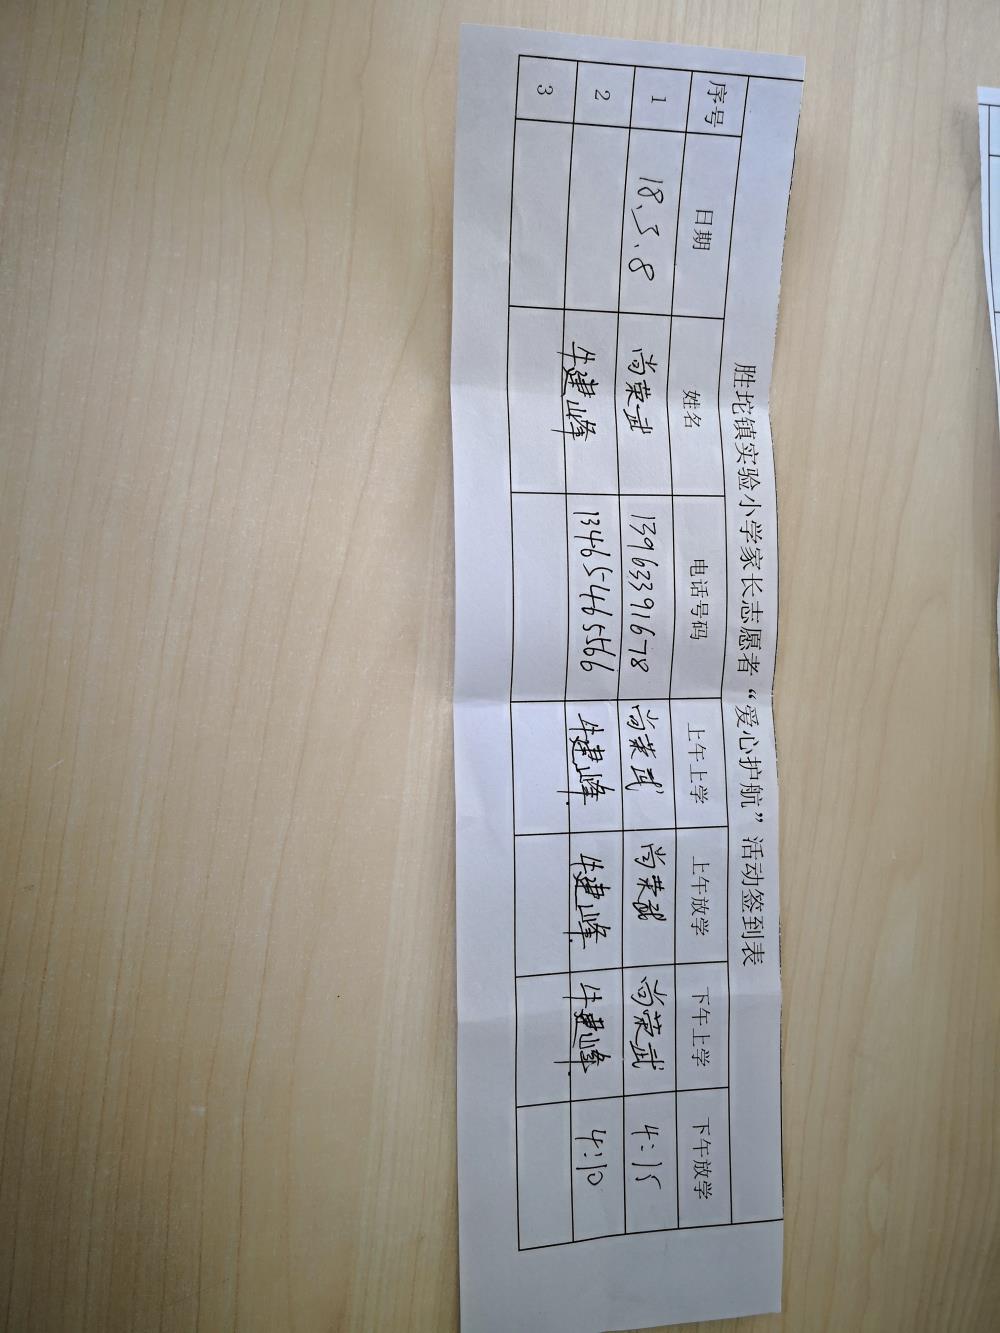 胜坨镇实验小学家长志愿者“爱心护航”活动签到表
序号 日期 姓名 电话号码 上午上学 上午放学 下午上学 下午放学
1 18、5、8 尚荣武 13963391678 尚荣武 尚荣武 尚荣武 4:15
2 牛建峰 13465465566 牛建峰 牛建峰 牛建峰 4:10
3